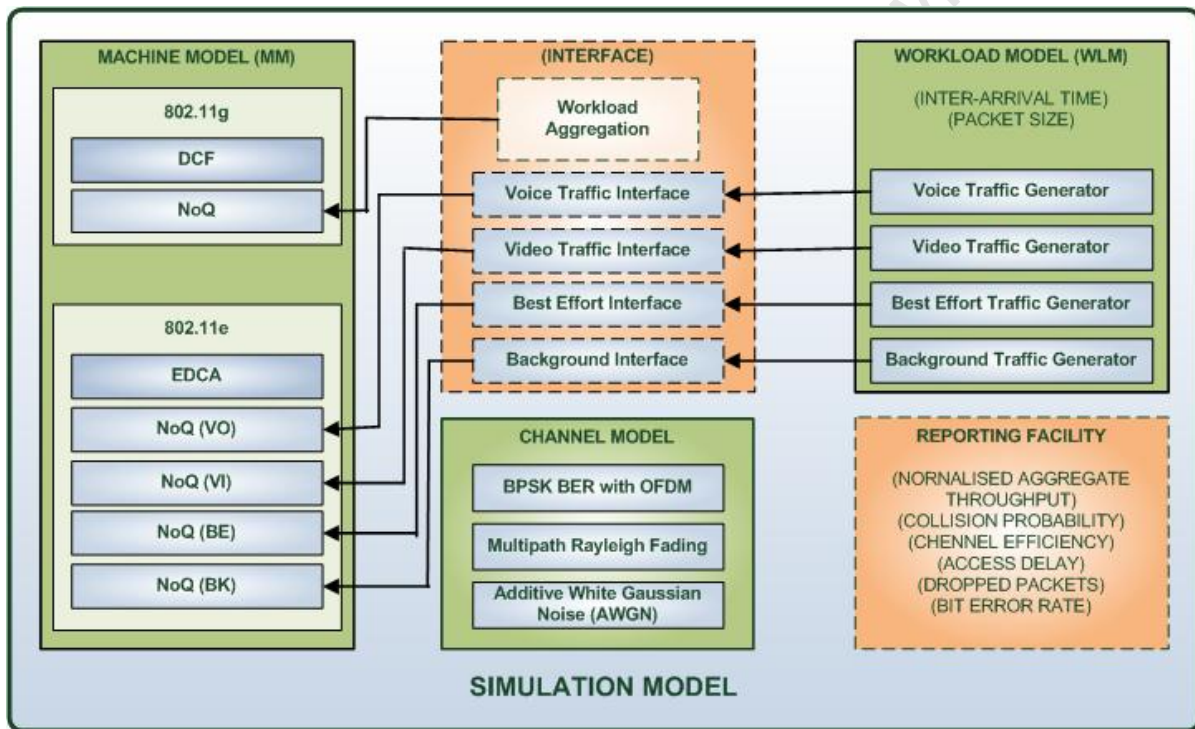 MACHINE MODEL (MM)
802.11g
DCF
NoQ
802.11e
EDCA
NoQ (VO)
NoQ (VI)
NoQ (BE)
NoQ (BK)
(INTERFACE)
Workload
Aggregation
Voice Traffic Interface
Video Traffic Interface
Best Effort Interface
Background Interface
CHANNEL MODEL
BPSK BER with OFDM
Multipath Rayleigh Fading
Additive White Gaussian
Noise (AWGN)
WORKLOAD MODEL (WLM)
(INTER-ARRIVAL TIME)
(PACKET SIZE)
Voice Traffic Generator
Video Traffic Generator
Best Effort Traffic Generator
Background Traffic Generator
REPORTING FACILITY
(NORNALISED AGGREGATE
THROUGHPUT)
(COLLISION PROBABILITY)
(CHENNEL EFFICIENCY)
(ACCESS DELAY)
(DROPPED PACKETS)
(BIT ERROR RATE)
SIMULATION MODEL